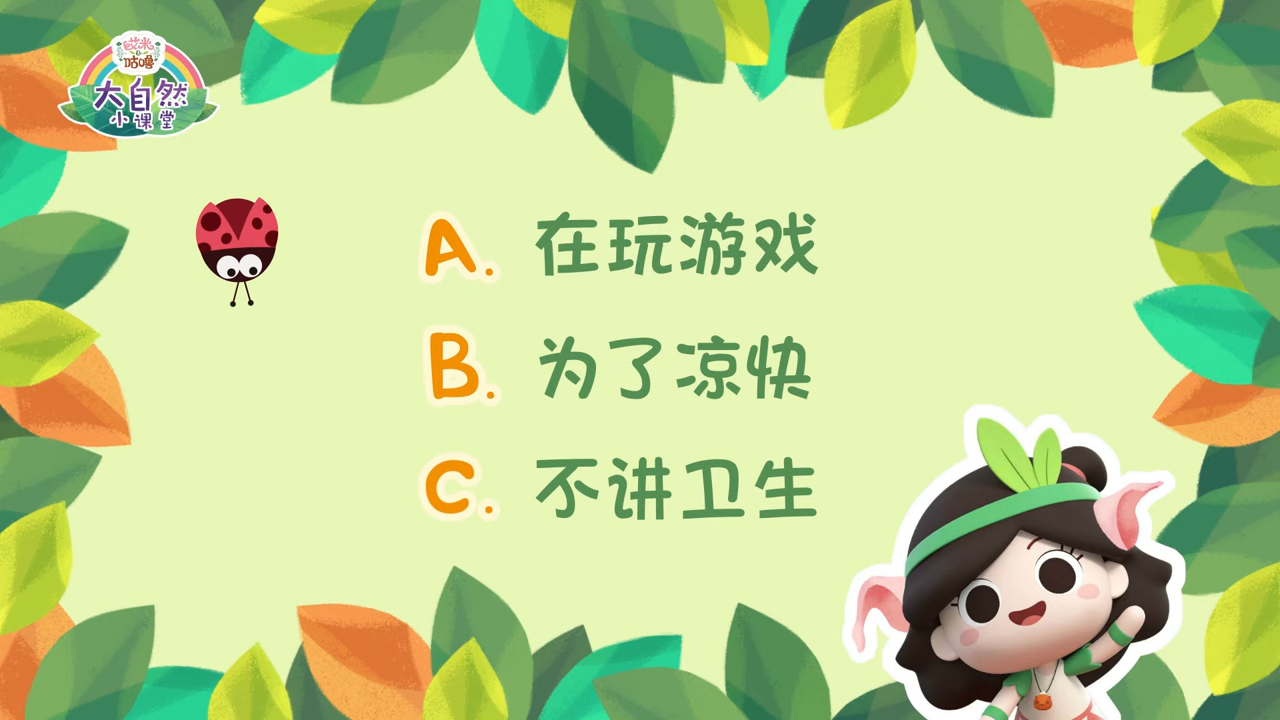 艾米
咕噜
大自然
小课堂
A. 在玩游戏
B. 为了凉快
C. 不讲卫生